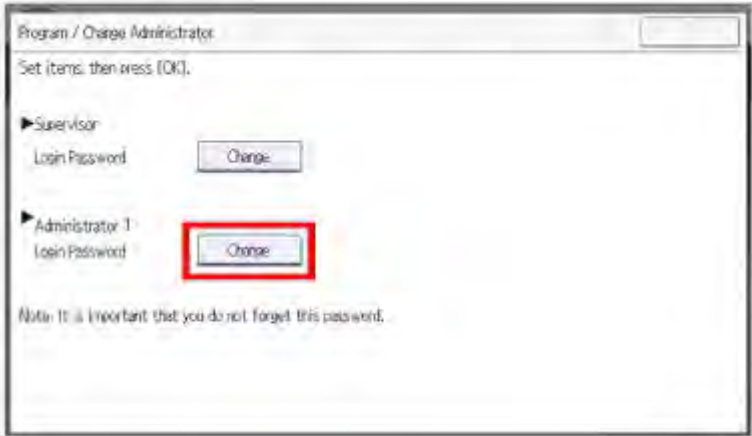 Program / Change Administrator
Set items, then press [OK].
▶Supervisor
Login Password Change
▶Administrator 1
Login Password Change
Note: It is important that you do not forget this password.